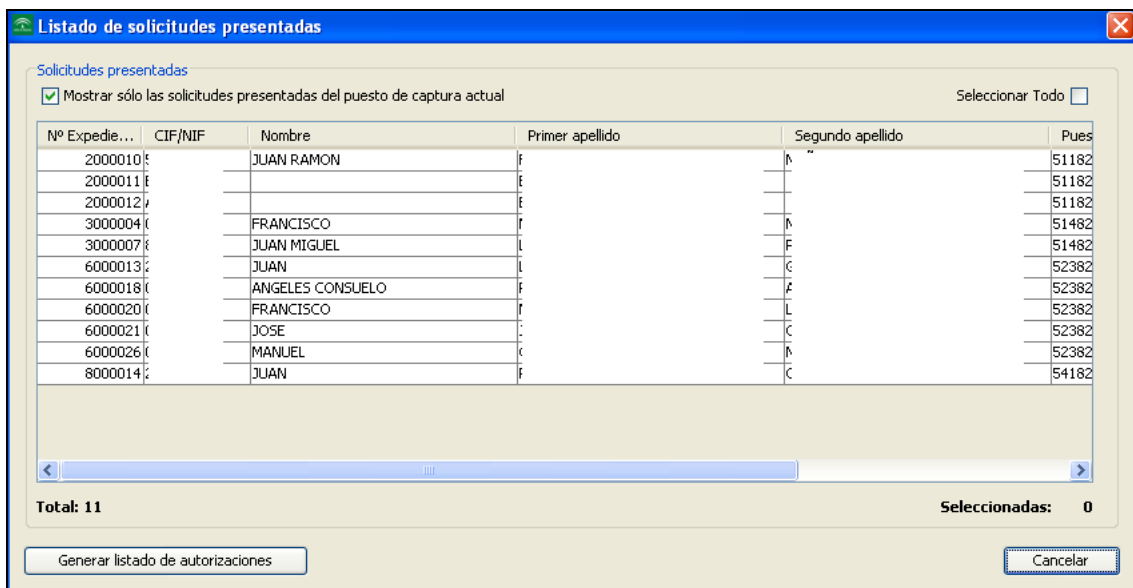 Listado de solicitudes presentadas
Solicitudes presentadas
Mostrar sólo las solicitudes presentadas del puesto de captura actual Seleccionar Todo
Nº Expedie... CIF/NIF Nombre Primer apellido Segundo apellido Pues
2000010 JUAN RAMON 51182
2000011 51182
2000012 51182
3000004 FRANCISCO 51482
3000007 JUAN MIGUEL 51482
6000013 JUAN 52382
6000018 ANGELES CONSUELO 52382
6000020 FRANCISCO 52382
6000021 JOSE 52382
6000026 MANUEL 52382
8000014 JUAN 54182
Total: 11 Seleccionadas: 0
Generar listado de autorizaciones Cancelar